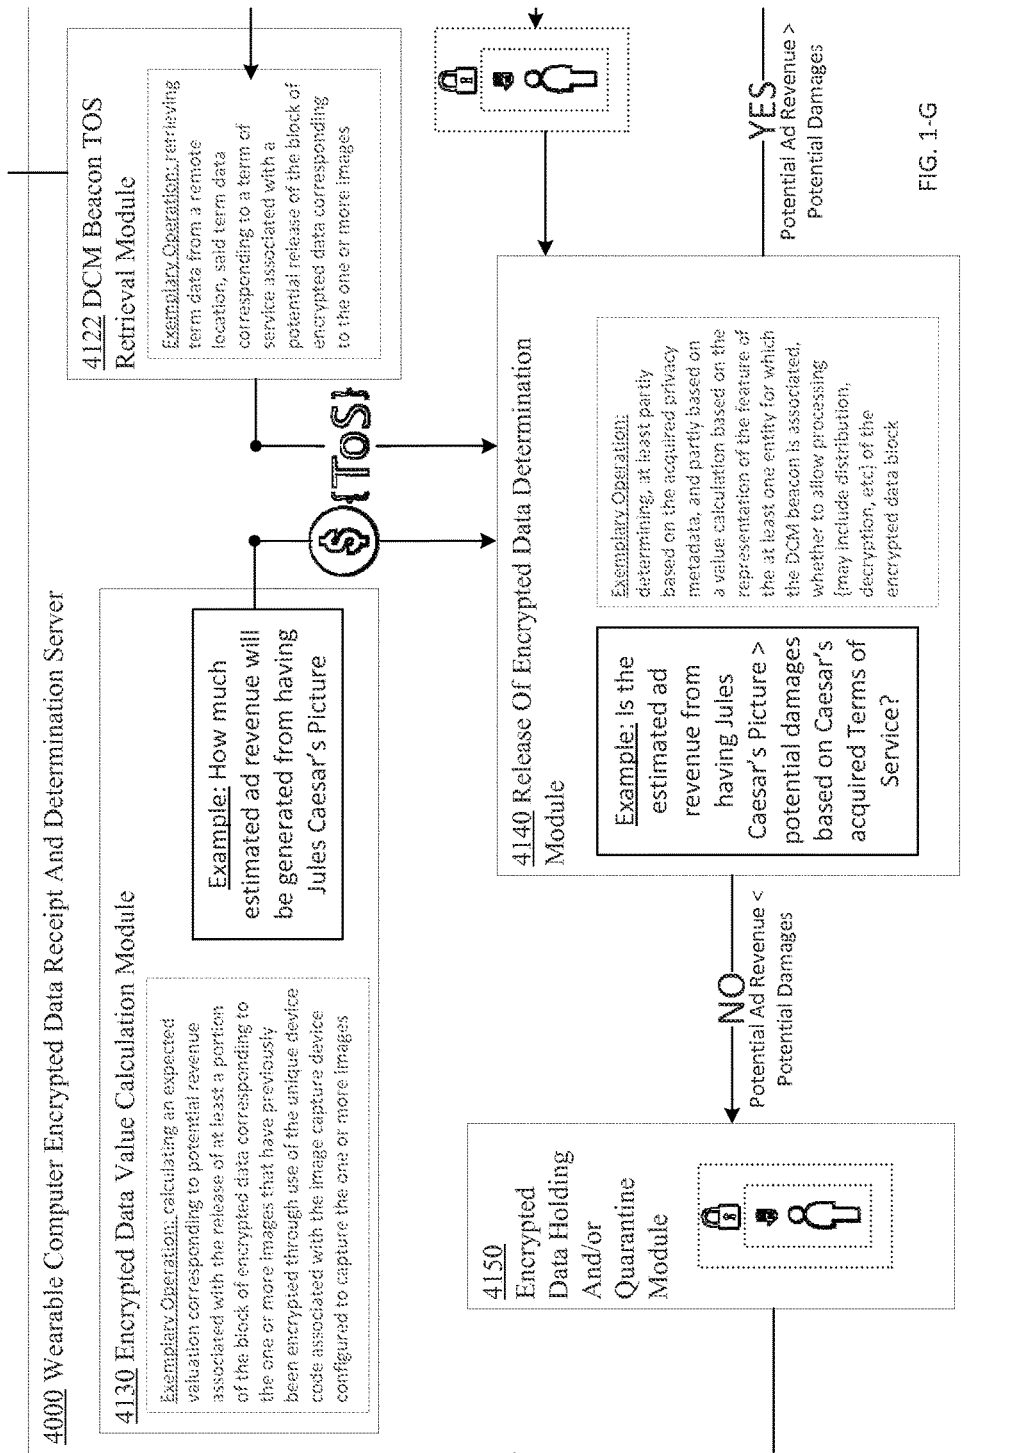 4000 Wearable Computer Encrypted Data Receipt And Determination Server
4130 Encrypted Data Value Calculation Module
Exemplary Operation: calculating an expected
valuation corresponding to potential revenue
associated with the release of at least a portion
of the block of encrypted data corresponding to
the one or more images that have previously
been encrypted through use of the unique device
code associated with the image capture device
configured to capture the one or more images
Example: How much
estimated ad revenue will
be generated from having
Jules Caesar's Picture
4122 DCM Beacon TOS
Retrieval Module
Exemplary Operation: retrieving
term data from a remote
location, said term data
corresponding to a term of
service associated with a
potential release of the block of
encrypted data corresponding
to the one or more images
$
{ToS}
4140 Release Of Encrypted Data Determination
Module
Example: Is the
estimated ad
revenue from
having Jules
Caesar's Picture >
potential damages
based on Caesar's
acquired Terms of
Service?
Exemplary Operation:
determining, at least partly
based on the acquired privacy
metadata, and partly based on
a value calculation based on the
representation of the feature of
the at least one entity for which
the DCM beacon is associated,
whether to allow processing
(may include distribution,
decryption, etc) of the
encrypted data block
4150
Encrypted
Data Holding
And/or
Quarantine
Module
NO
Potential Ad Revenue <
Potential Damages
YES
Potential Ad Revenue >
Potential Damages
FIG. 1-G